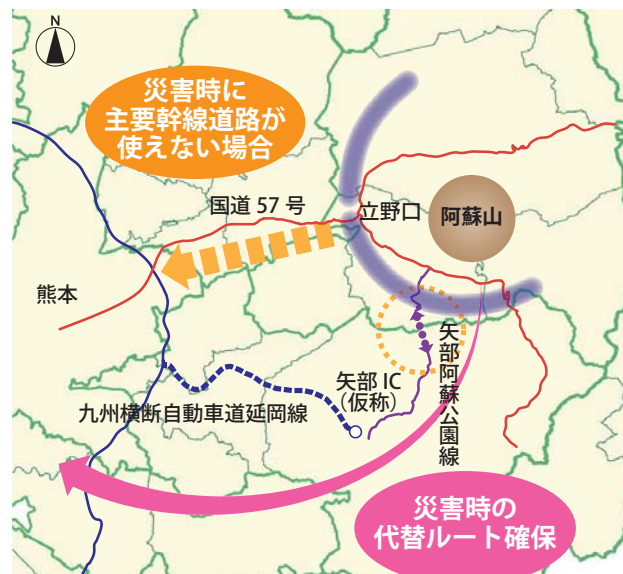 N
災害時に
主要幹線道路が
使えない場合
国道 57 号
立野口
阿蘇山
熊本
矢部 IC
（仮称）
矢部阿蘇公園線
九州横断自動車道延岡線
災害時の
代替ルート確保